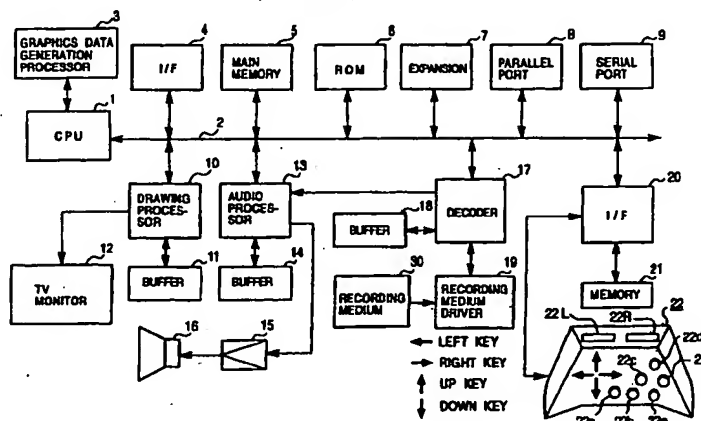 3
GRAPHICS DATA
GENERATION
PROCESSOR
4
I/F
5
MAIN
MEMORY
6
ROM
7
EXPANSION
8
PARALLEL
PORT
9
SERIAL
PORT
1
CPU
2
10
DRAWING
PROCES-
SOR
13
AUDIO
PROCES-
SOR
17
DECODER
20
I/F
12
TV
MONITOR
11
BUFFER
14
BUFFER
18
BUFFER
30
RECORDING
MEDIUM
19
RECORDING
MEDIUM
DRIVER
21
MEMORY
16
15
LEFT KEY
RIGHT KEY
UP KEY
DOWN KEY
22L
22R
22
22c